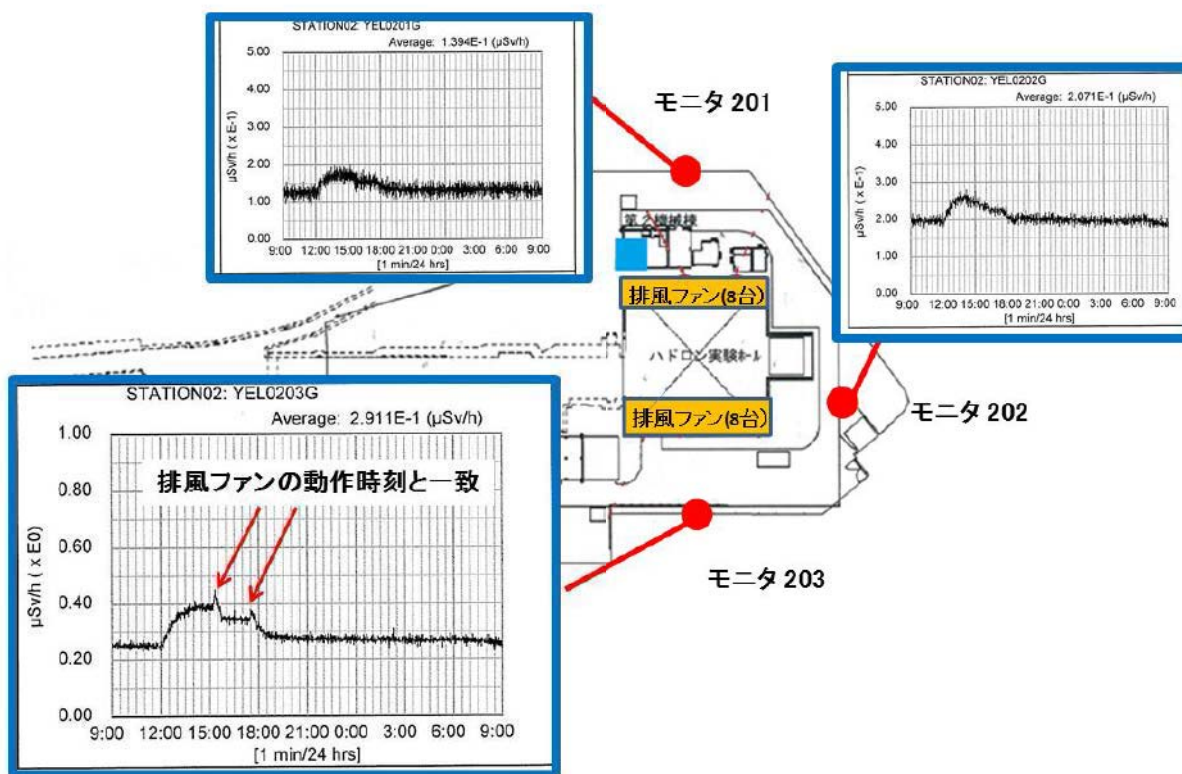 STATION02: YEL0201G
Average: 1.394E-1 (µSv/h)
µSv/h ( x E-1)
5.00
4.00
3.00
2.00
1.00
0.00
9:00 12:00 15:00 18:00 21:00 0:00 3:00 6:00 9:00
[1 min/24 hrs]
モニタ 201
STATION02: YEL0202G
Average: 2.071E-1 (µSv/h)
µSv/h ( x E-1)
5.00
4.00
3.00
2.00
1.00
0.00
9:00 12:00 15:00 18:00 21:00 0:00 3:00 6:00 9:00
[1 min/24 hrs]
第2機械棟
排風ファン(8台)
ハドロン実験ホール
排風ファン(8台)
モニタ 202
STATION02: YEL0203G
Average: 2.911E-1 (µSv/h)
排風ファンの動作時刻と一致
µSv/h ( x E0)
1.00
0.80
0.60
0.40
0.20
0.00
9:00 12:00 15:00 18:00 21:00 0:00 3:00 6:00 9:00
[1 min/24 hrs]
モニタ 203